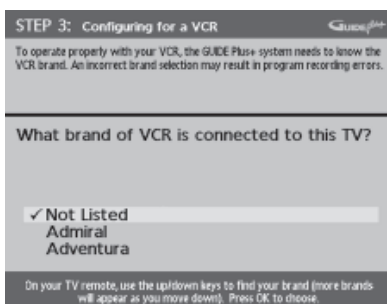 STEP 3: Configuring for a VCR GUIDE Plus+
To operate properly with your VCR, the GUIDE Plus+ system needs to know the
VCR brand. An incorrect brand selection may result in program recording errors.
What brand of VCR is connected to this TV?
✓ Not Listed
Admiral
Adventura
On your TV remote, use the up/down keys to find your brand (more brands
will appear as you move down). Press OK to choose.